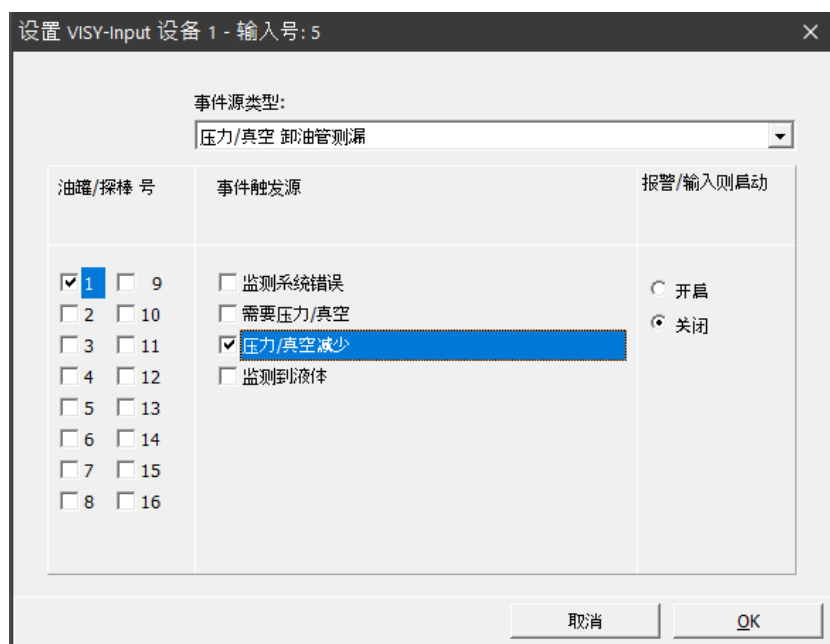 设置 VISY-Input 设备 1 - 输入号: 5
事件源类型:
压力/真空 卸油管测漏
油罐/探棒 号
事件触发源
报警/输入则启动
1 9
2 10
3 11
4 12
5 13
6 14
7 15
8 16
监测系统错误
需要压力/真空
压力/真空减少
监测到液体
开启
关闭
取消
OK